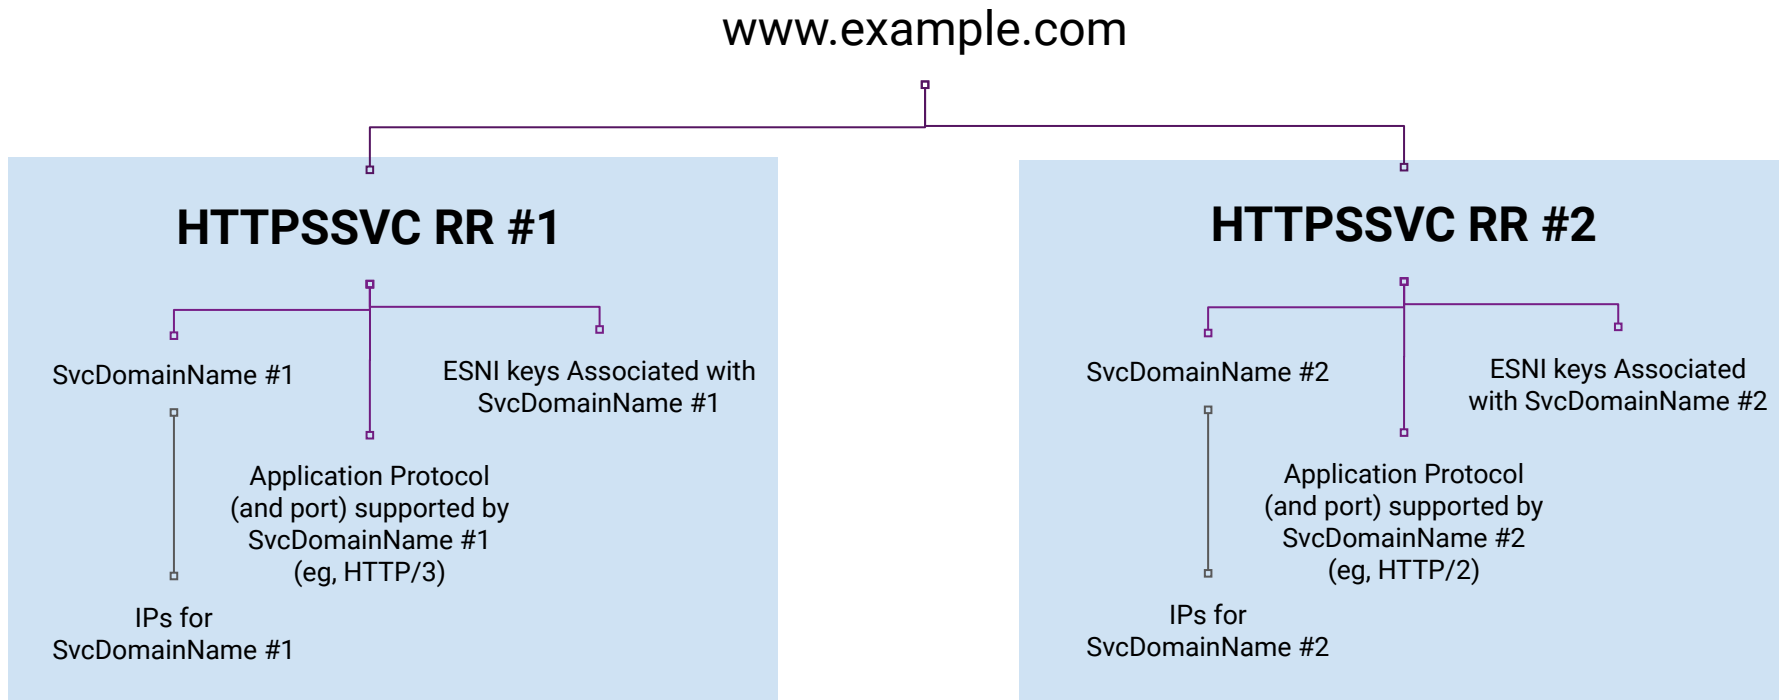 www.example.com
HTTPSSVC RR #1
SvcDomainName #1
ESNI keys Associated with
SvcDomainName #1
Application Protocol
(and port) supported by
SvcDomainName #1
(eg, HTTP/3)
IPs for
SvcDomainName #1
HTTPSSVC RR #2
SvcDomainName #2
ESNI keys Associated
with SvcDomainName #2
Application Protocol
(and port) supported by
SvcDomainName #2
(eg, HTTP/2)
IPs for
SvcDomainName #2